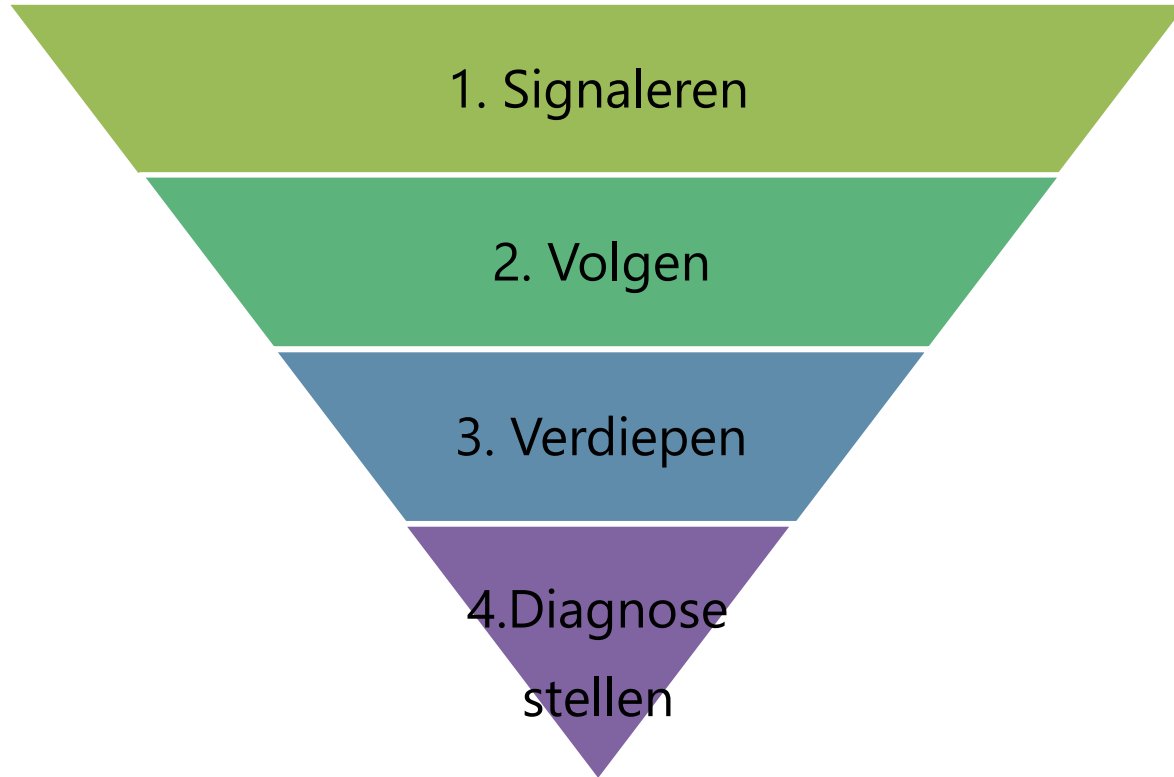 1. Signaleren
2. Volgen
3. Verdiepen
4.Diagnose
stellen